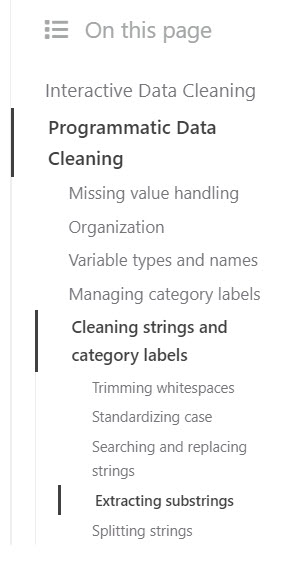 On this page
Interactive Data Cleaning
Programmatic Data
Cleaning
Missing value handling
Organization
Variable types and names
Managing category labels
Cleaning strings and
category labels
Trimming whitespaces
Standardizing case
Searching and replacing
strings
Extracting substrings
Splitting strings